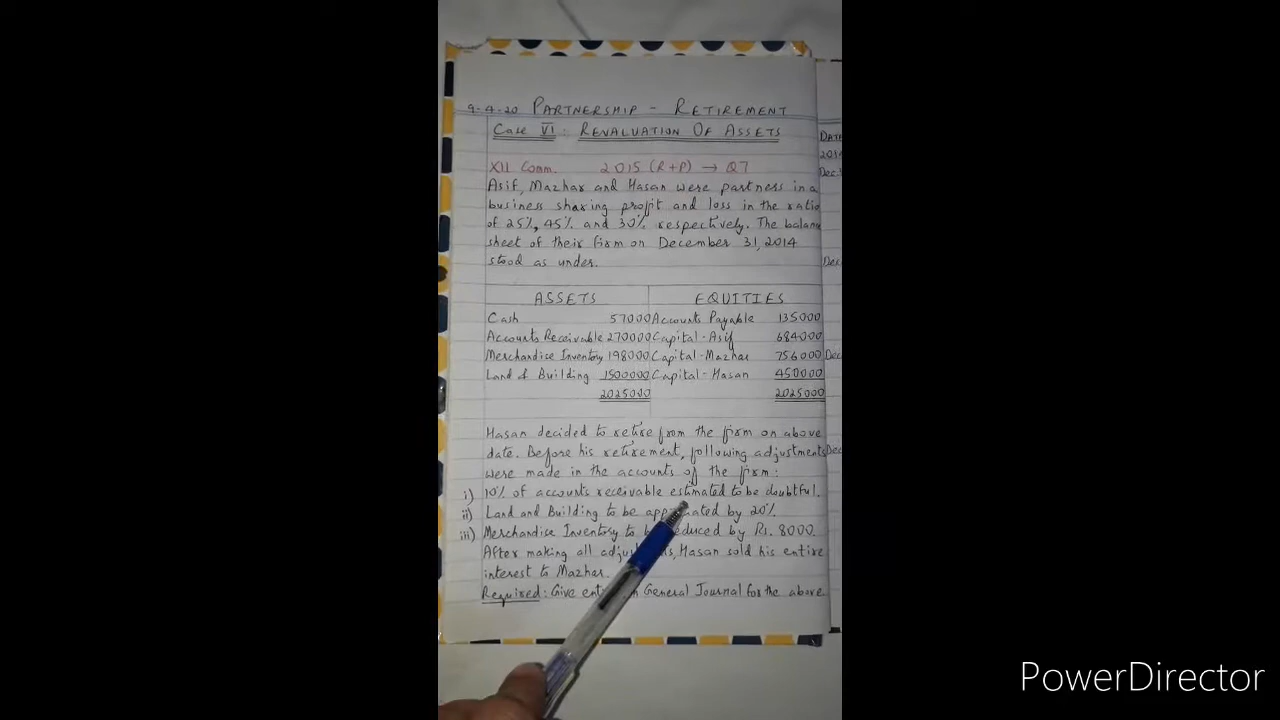 9-4-20 PARTNERSHIP - RETIREMENT
Case VI: REVALUATION OF ASSETS
XII Comm. 2015 (R+P) → Q7
Asif, Mazhar and Hasan were partners in a
business sharing profit and loss in the ratio
of 25%, 45% and 30% respectively. The balance
sheet of their firm on December 31, 2014
stood as under.
ASSETS EQUITIES
Cash 57000 Accounts Payable 135000
Accounts Receivable 270000 Capital-Asif 684000
Merchandise Inventory 198000 Capital-Mazhar 756000
Land & Building 1500000 Capital-Hasan 450000
2025000 2025000
Hasan decided to retire from the firm on above
date. Before his retirement, following adjustments
were made in the accounts of the firm:
i) 10% of accounts receivable estimated to be doubtful.
ii) Land and Building to be appreciated by 20%.
iii) Merchandise Inventory to be reduced by Rs. 8000.
After making all, Hasan sold his entire
interest to Mazhar.
Required: Give General Journal for the above
DATE
2014
Dec.
Dec
Dec
Dec
PowerDirector